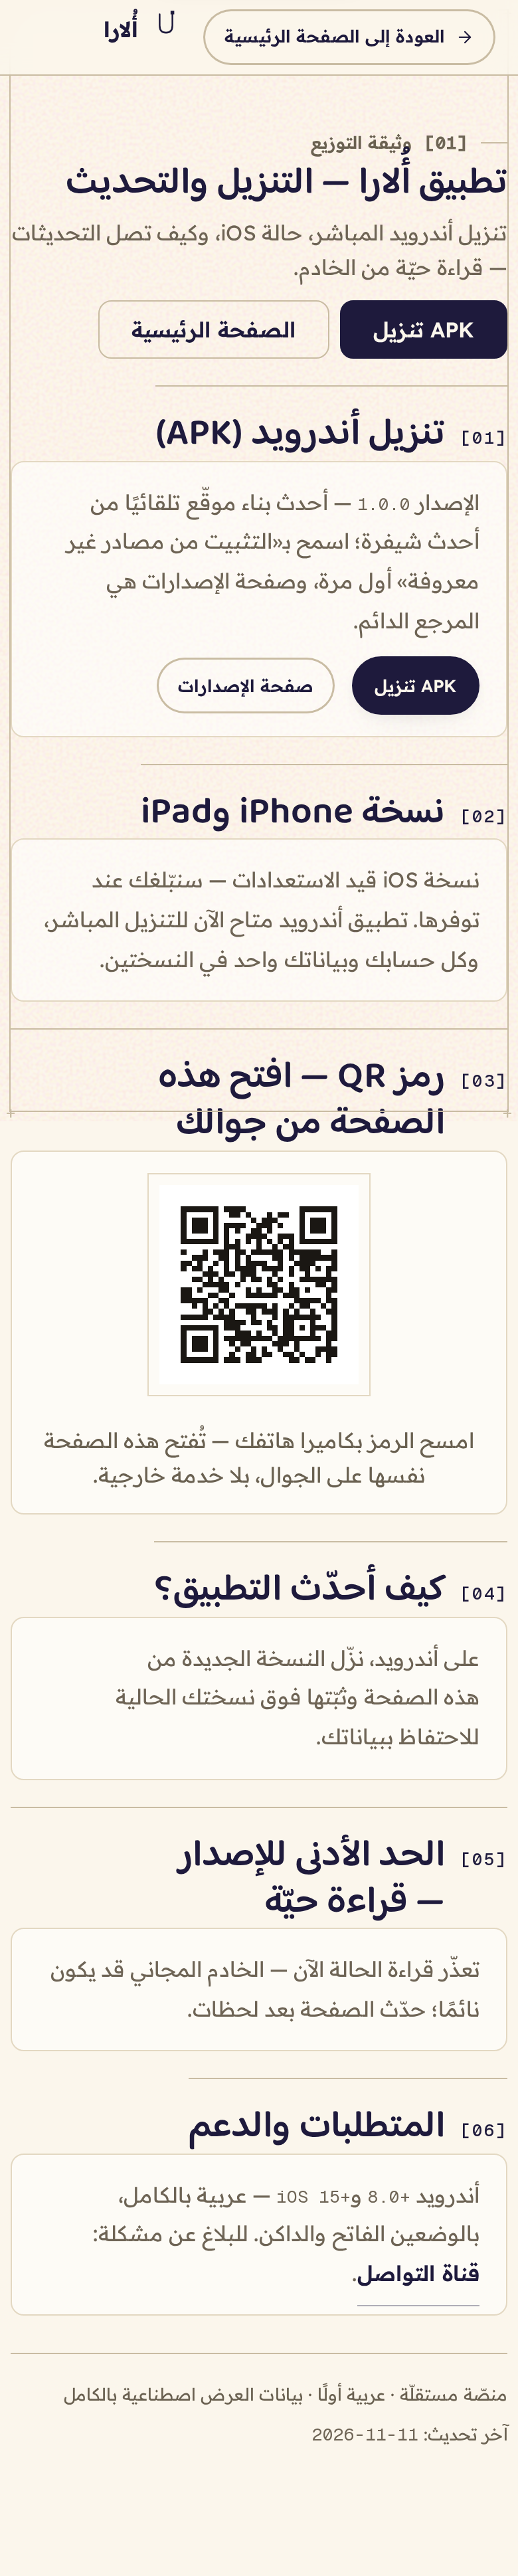 العودة إلى الصفحة الرئيسية →
أُلارا
[01] وثيقة التوزيع
تطبيق أُلارا — التنزيل والتحديث
تنزيل أندرويد المباشر، حالة iOS، وكيف تصل التحديثات
— قراءة حيّة من الخادم.
تنزيل APK
الصفحة الرئيسية
[01] تنزيل أندرويد (APK)
الإصدار 1.0.0 — أحدث بناء موقّع تلقائيًا من
أحدث شيفرة؛ اسمح بـ«التثبيت من مصادر غير
معروفة» أول مرة، وصفحة الإصدارات هي
المرجع الدائم.
تنزيل APK
صفحة الإصدارات
[02] نسخة iPhone وiPad
نسخة iOS قيد الاستعدادات — سنبّلغك عند
توفرها. تطبيق أندرويد متاح الآن للتنزيل المباشر،
وكل حسابك وبياناتك واحد في النسختين.
[03] رمز QR — افتح هذه
الصفحة من جوالك
امسح الرمز بكاميرا هاتفك — تُفتح هذه الصفحة
نفسها على الجوال، بلا خدمة خارجية.
[04] كيف أحدّث التطبيق؟
على أندرويد، نزّل النسخة الجديدة من
هذه الصفحة وثبّتها فوق نسختك الحالية
للاحتفاظ ببياناتك.
[05] الحد الأدنى للإصدار
— قراءة حيّة
تعذّر قراءة الحالة الآن — الخادم المجاني قد يكون
نائمًا؛ حدّث الصفحة بعد لحظات.
[06] المتطلبات والدعم
أندرويد 8.0+ وiOS 15+ — عربية بالكامل،
بالوضعين الفاتح والداكن. للبلاغ عن مشكلة:
قناة التواصل.
منصّة مستقلّة · عربية أولًا · بيانات العرض اصطناعية بالكامل
آخر تحديث: 2026-11-11